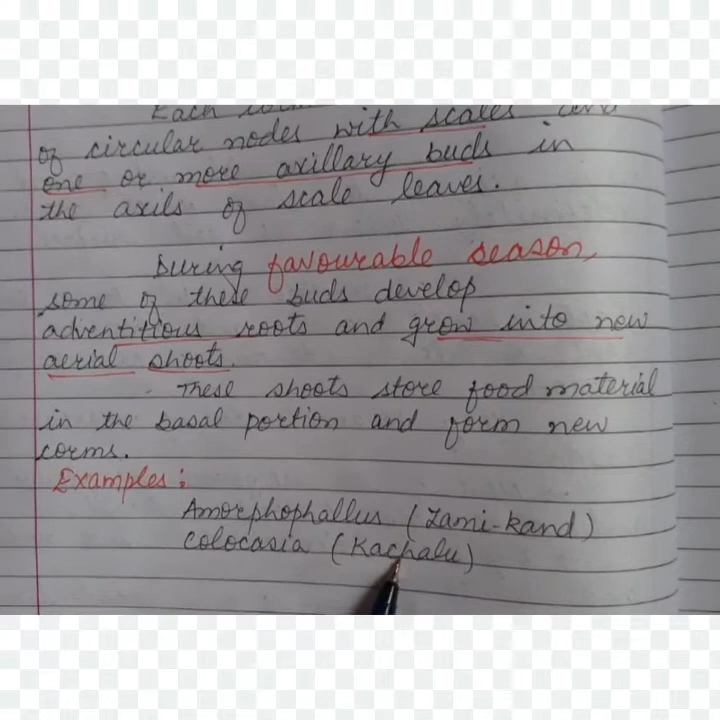 Each
of circular nodes with scales and
one or more axillary buds in
the axils of scale leaves.
During favourable season,
some of these buds develop
adventitious roots and grow into new
aerial shoots.
These shoots store food material
in the basal portion and form new
corms.
Examples:
Amorphophallus (Zami-kand)
Colocasia (Kachalu)